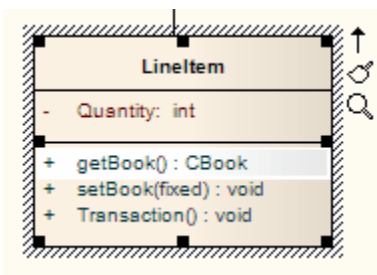 LineItem
- Quantity: int
+ getBook() : CBook
+ setBook(fixed) : void
+ Transaction() : void